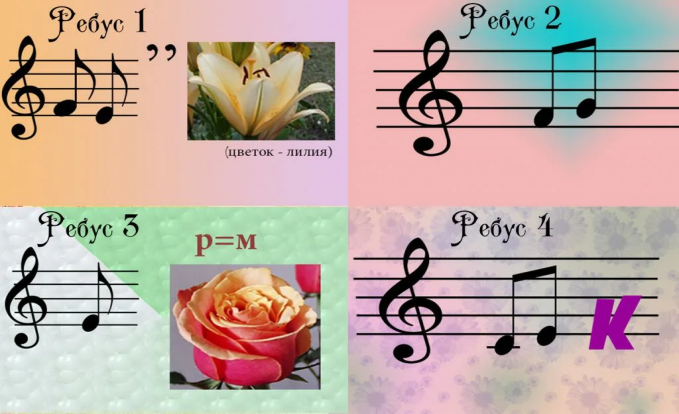 Ребус 1
,,
(цветок - лилия)
Ребус 2
Ребус 3
р=м
Ребус 4
К